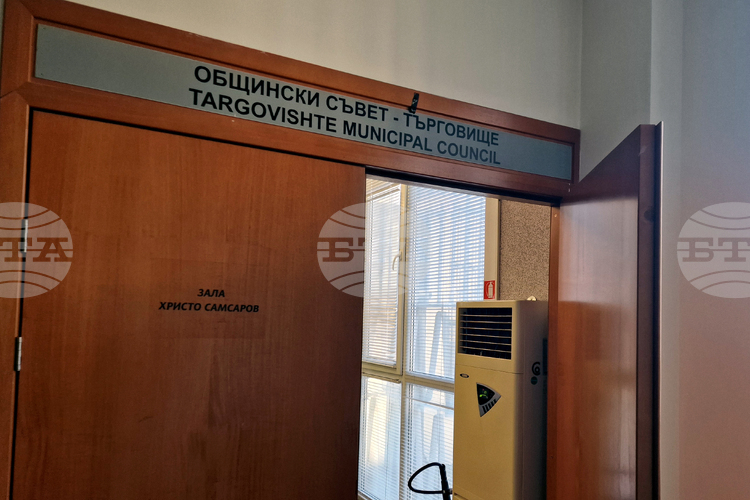 ОБЩИНСКИ СЪВЕТ - ТЪРГОВИЩЕ
TARGOVISHTE MUNICIPAL COUNCIL
ЗАЛА
ХРИСТО САМСАРОВ
БТА
БТА
БТА